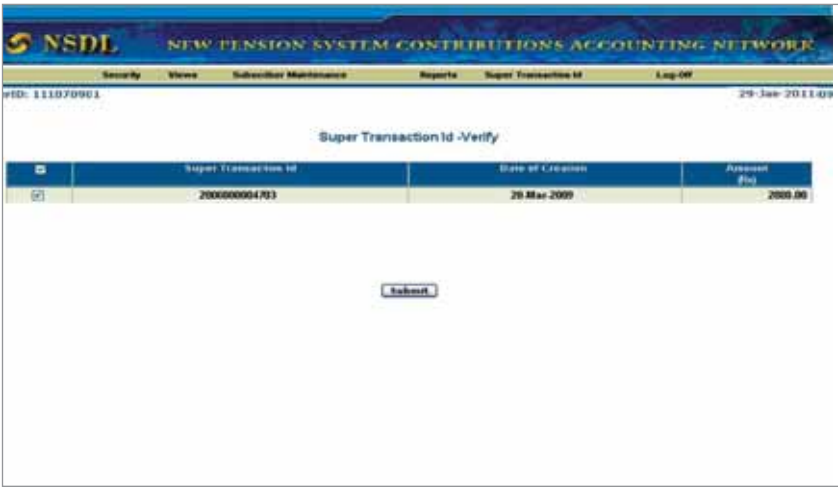 NSDL NEW PENSION SYSTEM CONTRIBUTIONS ACCOUNTING NETWORK
Security Views Subscriber Maintenance Reports Super Transaction Id Log-Off
29-Jan-2011
Super Transaction Id -Verify
Super Transaction Id Date of Creation Amount (Rs)
2000000004703 20-Mar-2009 2000.00
Submit